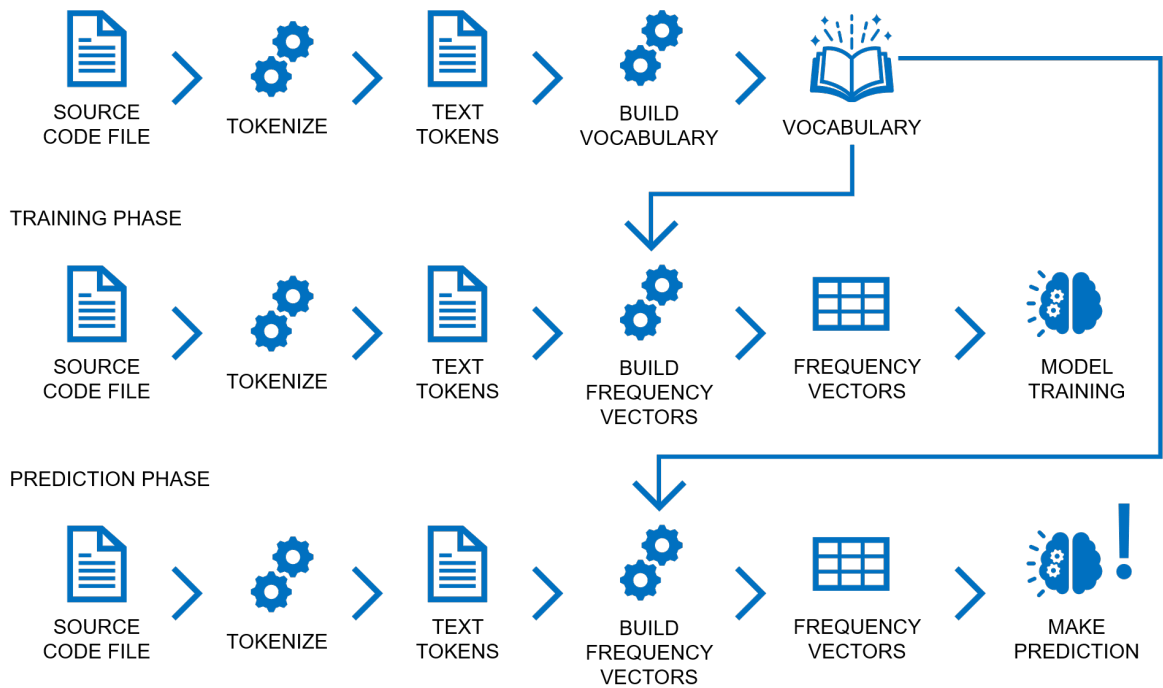 SOURCE
CODE FILE
TOKENIZE
TEXT
TOKENS
BUILD
VOCABULARY
VOCABULARY
TRAINING PHASE
SOURCE
CODE FILE
TOKENIZE
TEXT
TOKENS
BUILD
FREQUENCY
VECTORS
FREQUENCY
VECTORS
MODEL
TRAINING
PREDICTION PHASE
SOURCE
CODE FILE
TOKENIZE
TEXT
TOKENS
BUILD
FREQUENCY
VECTORS
FREQUENCY
VECTORS
MAKE
PREDICTION